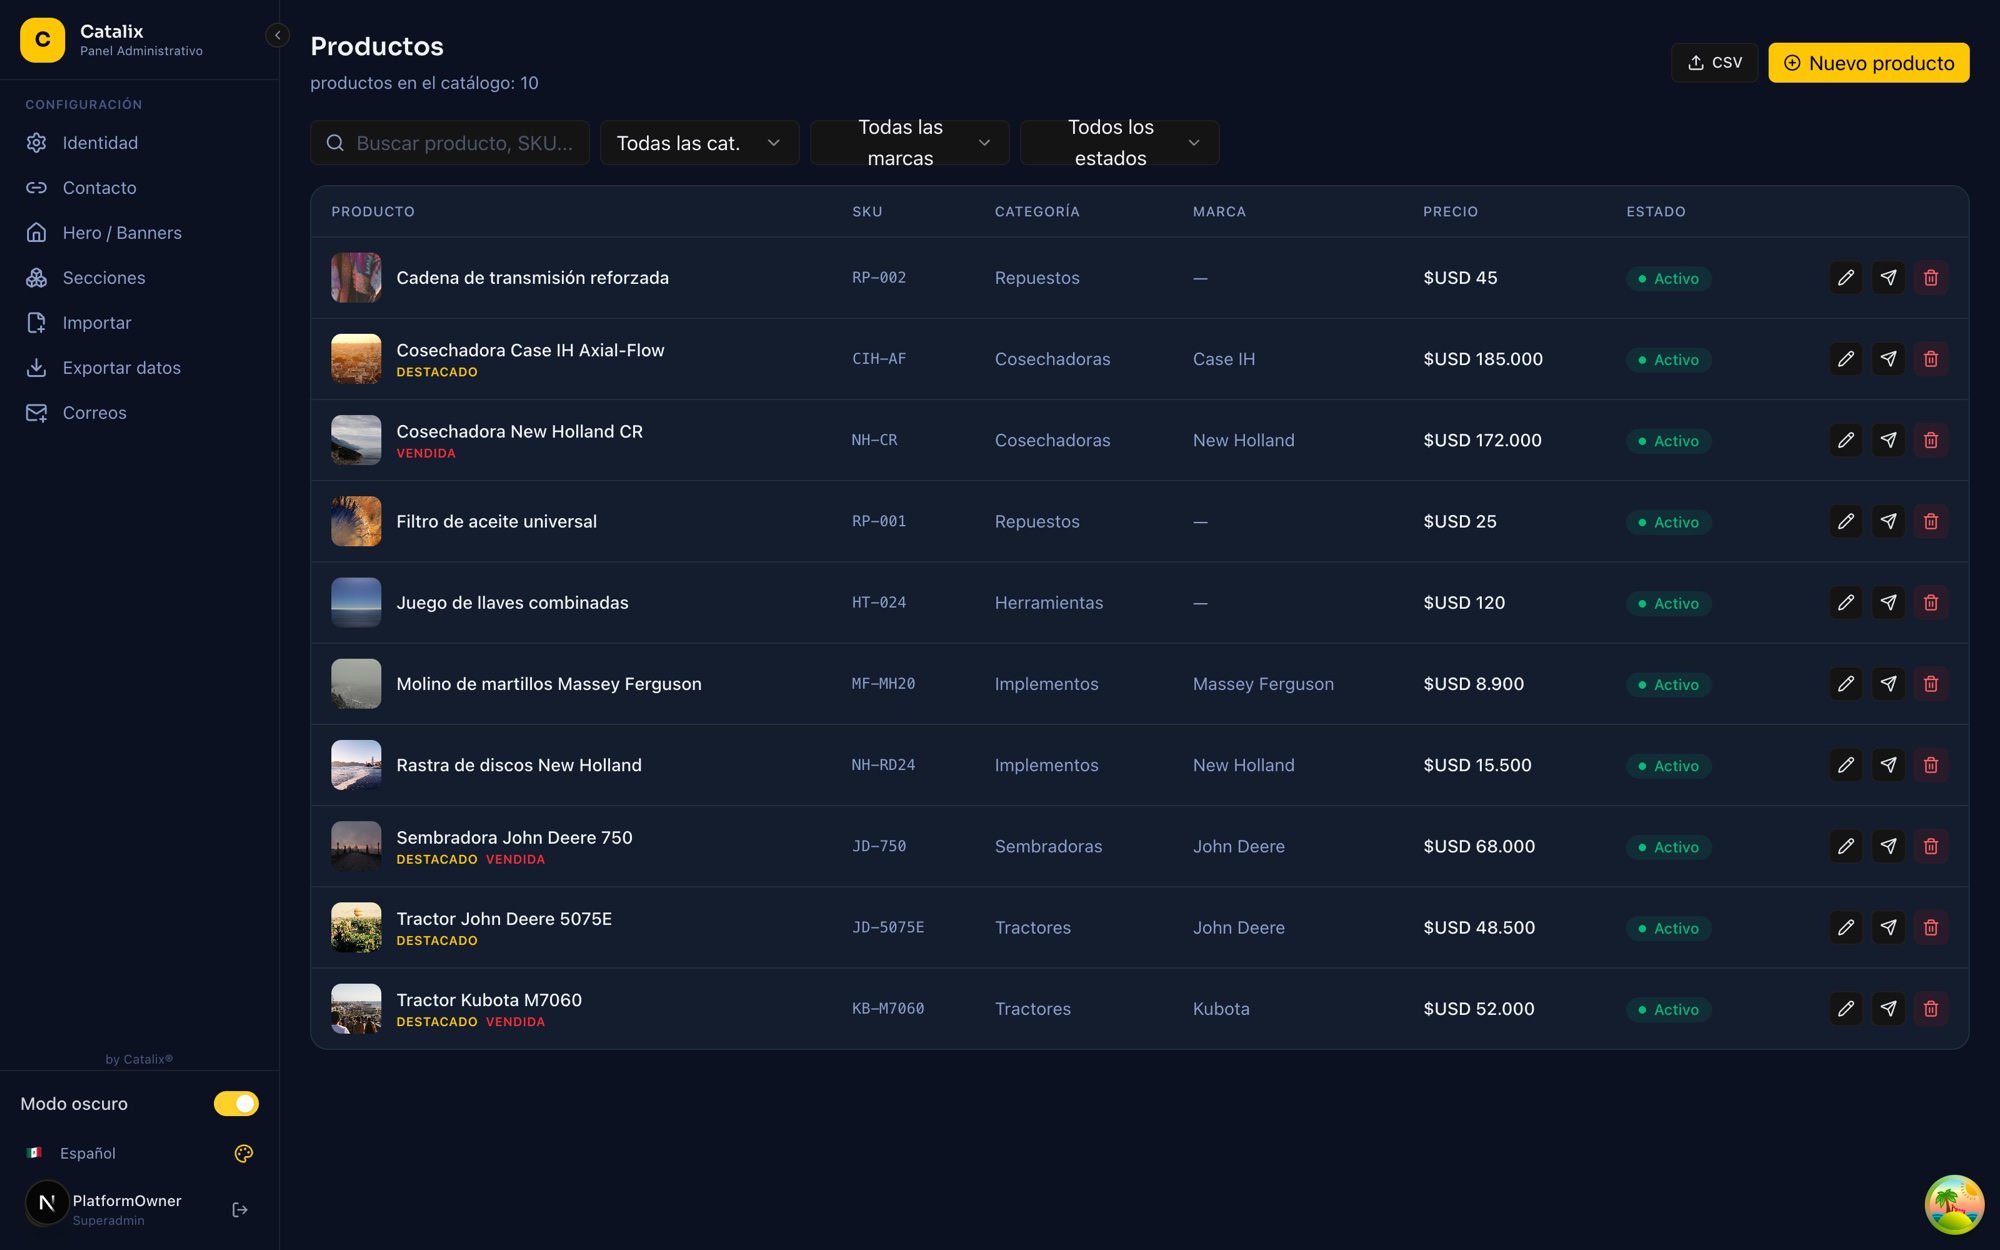 C
Catalix
Panel Administrativo
CONFIGURACIÓN
Identidad
Contacto
Hero / Banners
Secciones
Importar
Exportar datos
Correos
by Catalix®
Modo oscuro
Español
N
PlatformOwner
Superadmin
Productos
productos en el catálogo: 10
CSV
Nuevo producto
Buscar producto, SKU...
Todas las cat.
Todas las
marcas
Todos los
estados
PRODUCTO SKU CATEGORÍA MARCA PRECIO ESTADO
Cadena de transmisión reforzada RP-002 Repuestos — $USD 45 Activo
Cosechadora Case IH Axial-Flow CIH-AF Cosechadoras Case IH $USD 185.000 Activo
DESTACADO
Cosechadora New Holland CR NH-CR Cosechadoras New Holland $USD 172.000 Activo
VENDIDA
Filtro de aceite universal RP-001 Repuestos — $USD 25 Activo
Juego de llaves combinadas HT-024 Herramientas — $USD 120 Activo
Molino de martillos Massey Ferguson MF-MH20 Implementos Massey Ferguson $USD 8.900 Activo
Rastra de discos New Holland NH-RD24 Implementos New Holland $USD 15.500 Activo
Sembradora John Deere 750 JD-750 Sembradoras John Deere $USD 68.000 Activo
DESTACADO VENDIDA
Tractor John Deere 5075E JD-5075E Tractores John Deere $USD 48.500 Activo
DESTACADO
Tractor Kubota M7060 KB-M7060 Tractores Kubota $USD 52.000 Activo
DESTACADO VENDIDA